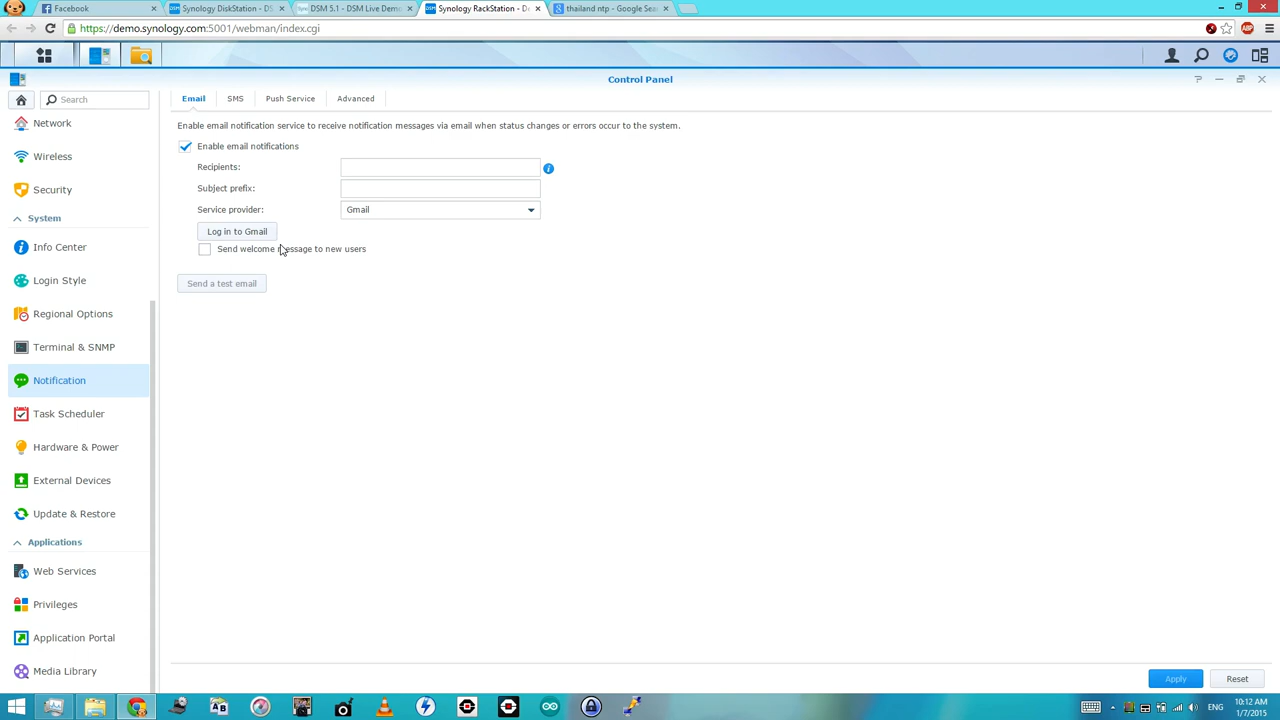 Facebook
Synology DiskStation - DS
DSM 5.1 - DSM Live Demo
Synology RackStation - De
thailand ntp - Google Sea
https://demo.synology.com:5001/webman/index.cgi
Control Panel
Search
Email
SMS
Push Service
Advanced
Network
Wireless
Security
System
Info Center
Login Style
Regional Options
Terminal & SNMP
Notification
Task Scheduler
Hardware & Power
External Devices
Update & Restore
Applications
Web Services
Privileges
Application Portal
Media Library
Enable email notification service to receive notification messages via email when status changes or errors occur to the system.
Enable email notifications
Recipients:
Subject prefix:
Service provider:
Gmail
Log in to Gmail
Send welcome message to new users
Send a test email
Apply
Reset
10:12 AM
1/7/2015